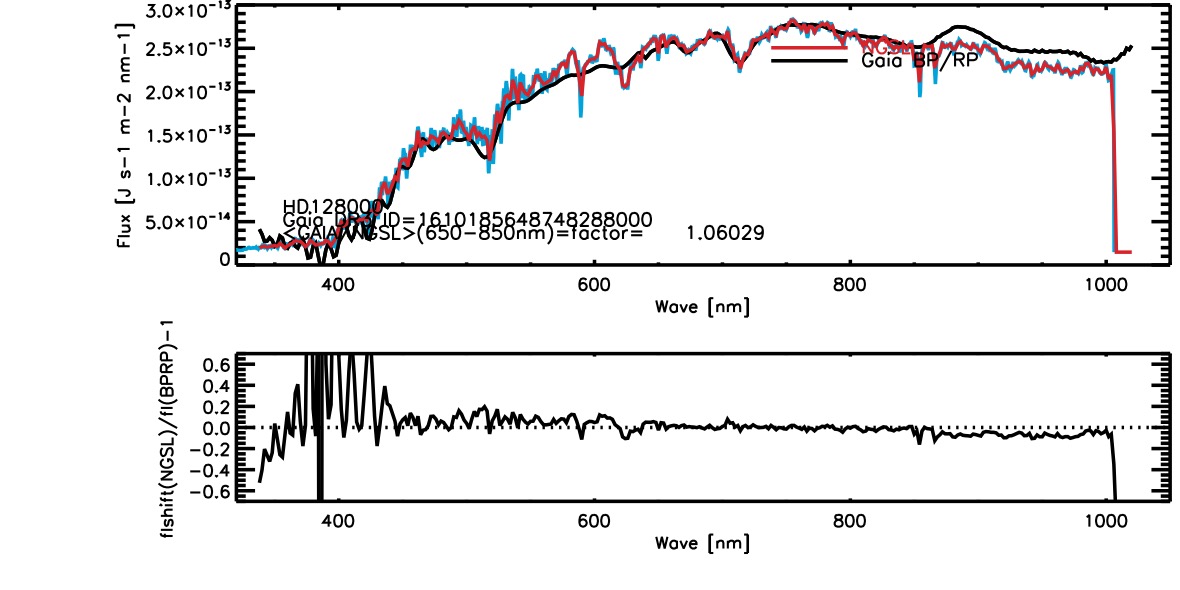 3.0×10−13
2.5×10−13
2.0×10−13
1.5×10−13
1.0×10−13
5.0×10−14
0
Flux [J s−1 m−2 nm−1]
NGSL
Gaia BP/RP
HD128000
Gaia DR3 ID=1610185648748288000
<GAIA/NGSL>(650−850nm)=factor= 1.06029
400 600 800 1000
Wave [nm]
0.6
0.4
0.2
0.0
−0.2
−0.4
−0.6
flshift(NGSL)/fl(BPRP)−1
400 600 800 1000
Wave [nm]